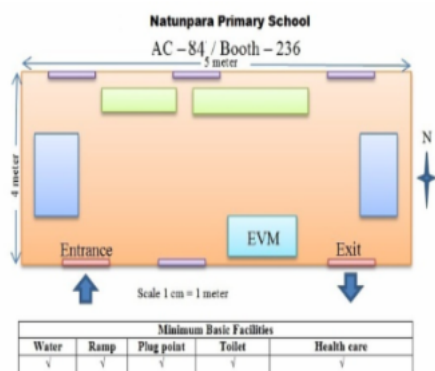 Natunpara Primary School
AC – 84 / Booth – 236
5 meter
4 meter
N
EVM
Entrance
Exit
Scale 1 cm = 1 meter
Minimum Basic Facilities
Water Ramp Plug point Toilet Health care
√ √ √ √ √